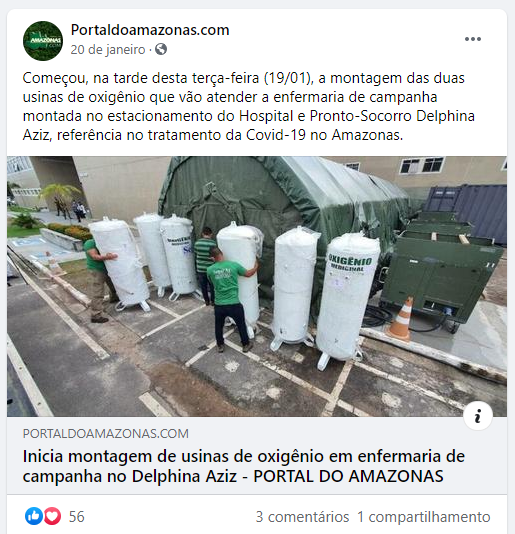 AMAZONAS
Portaldoamazonas.com
20 de janeiro ·
Começou, na tarde desta terça-feira (19/01), a montagem das duas
usinas de oxigênio que vão atender a enfermaria de campanha
montada no estacionamento do Hospital e Pronto-Socorro Delphina
Aziz, referência no tratamento da Covid-19 no Amazonas.
OXIGÊNIO
OXIGÊNIO
MEDICINAL
PORTALDOAMAZONAS.COM
Inicia montagem de usinas de oxigênio em enfermaria de
campanha no Delphina Aziz - PORTAL DO AMAZONAS
56
3 comentários 1 compartilhamento